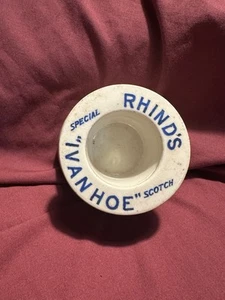 SPECIAL
RHIND'S
"IVANHOE"
SCOTCH